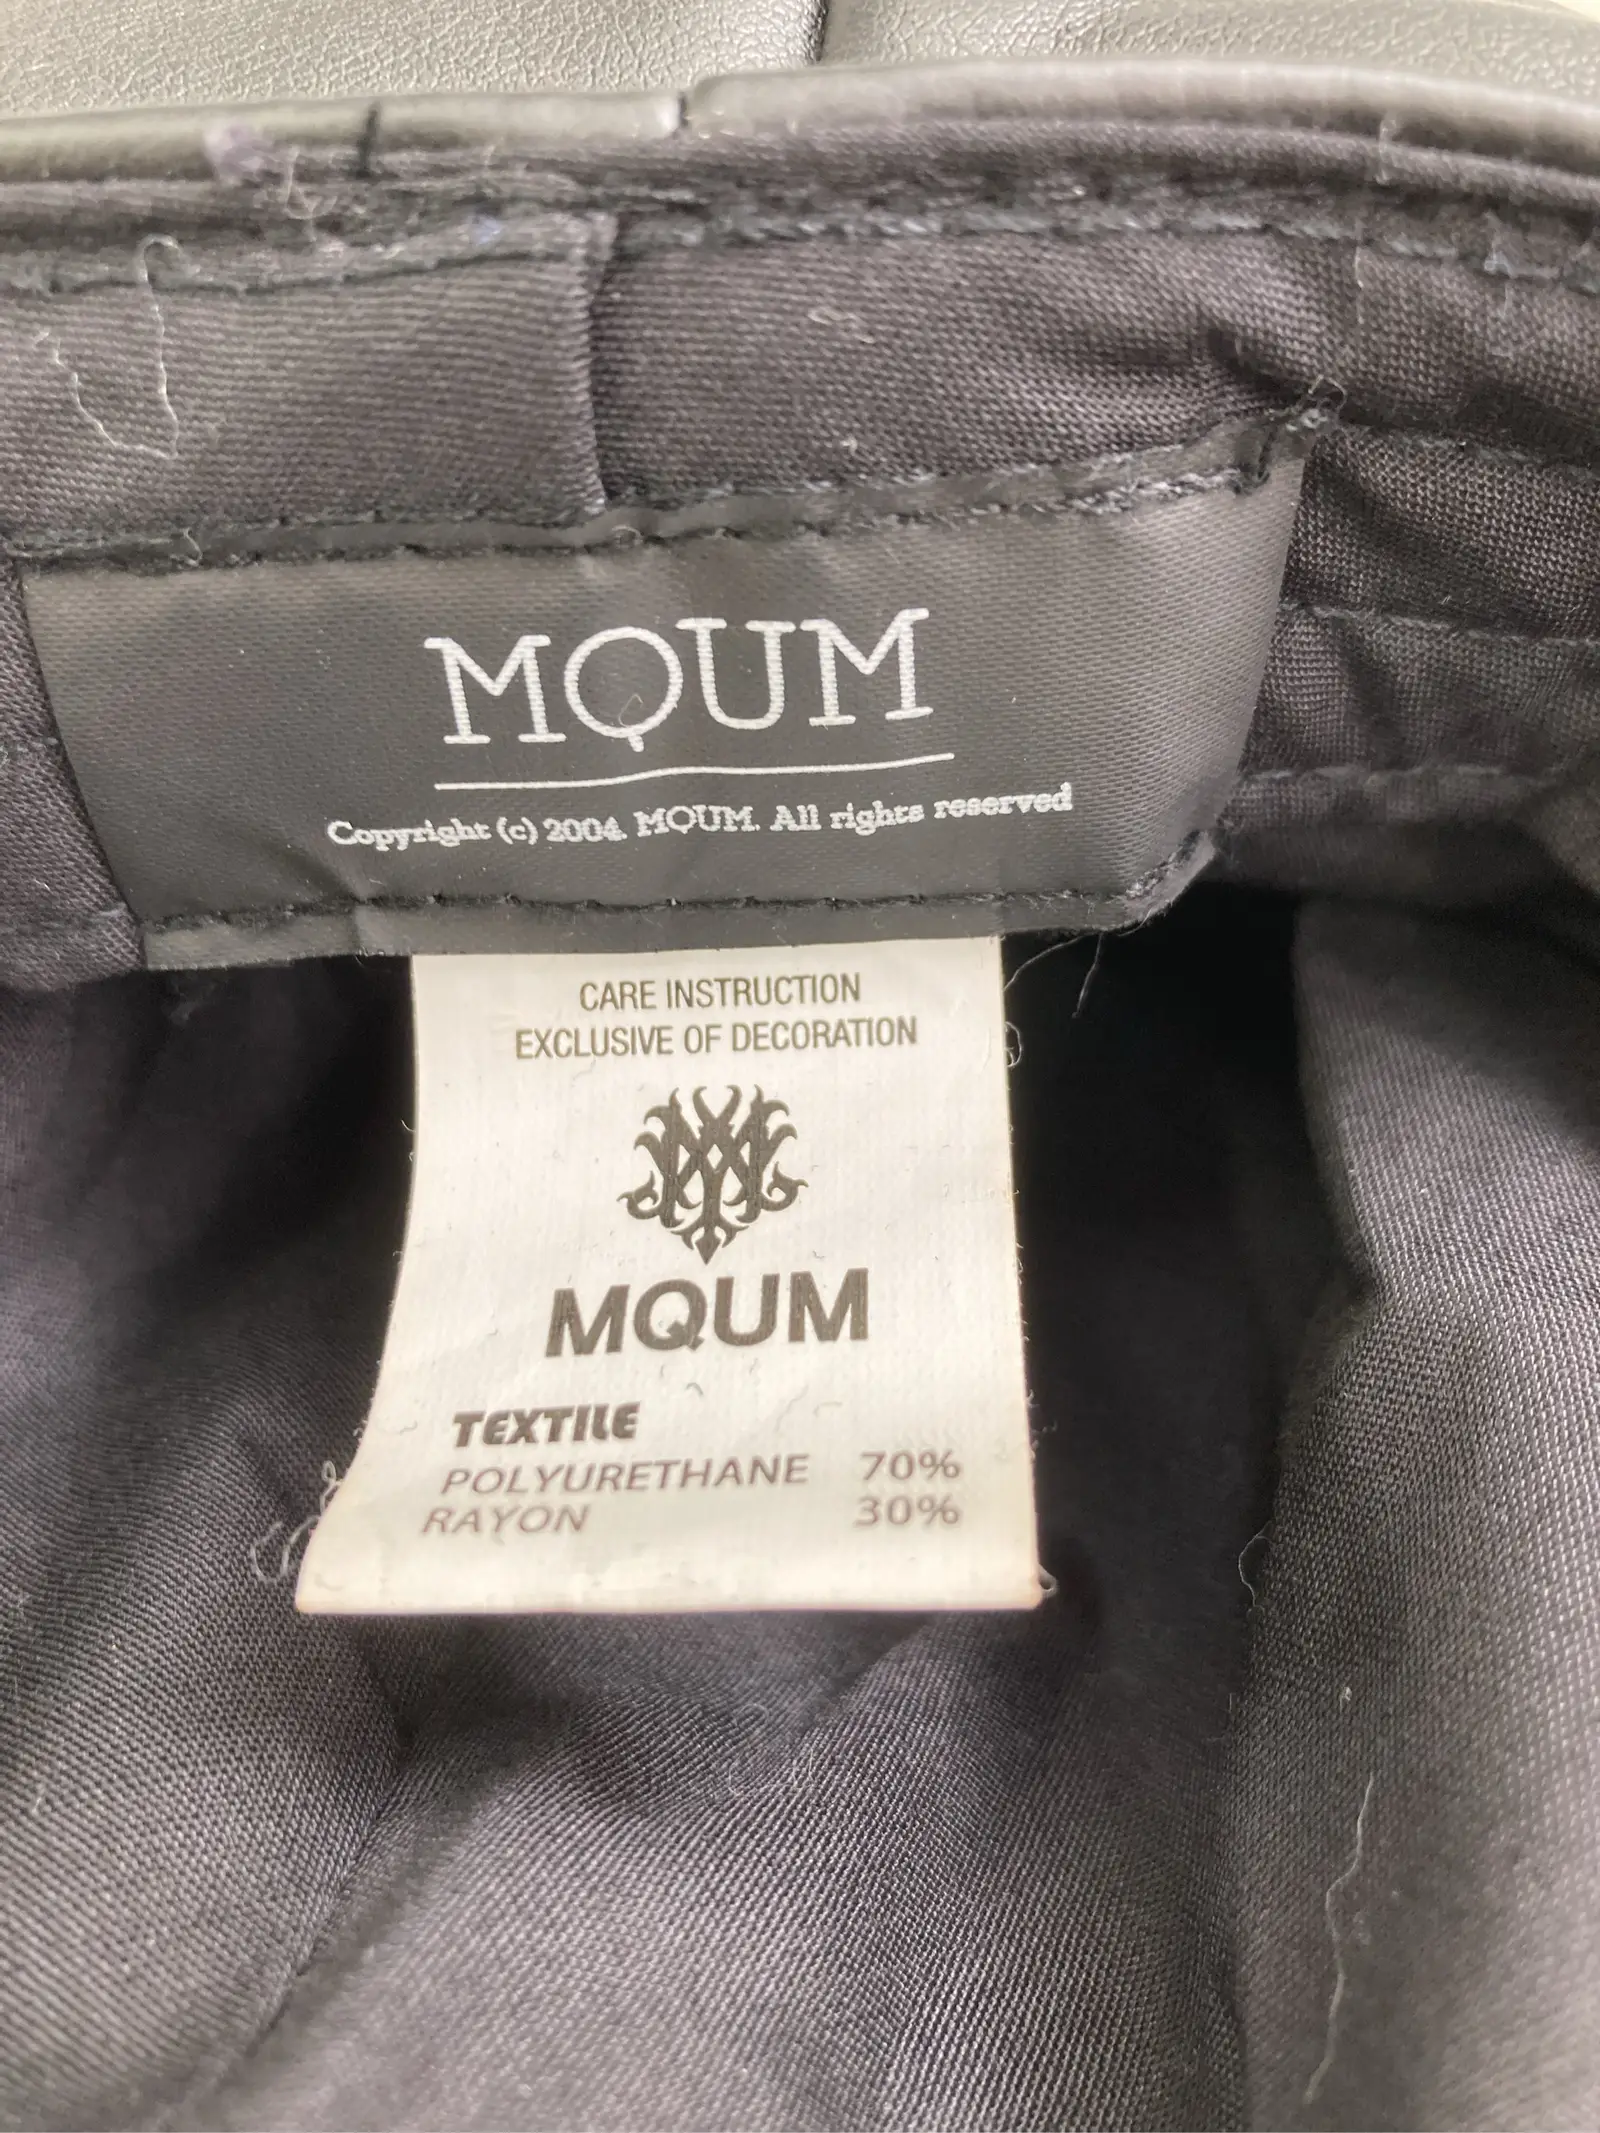 MQUM
Copyright (c) 2004. MQUM. All rights reserved
CARE INSTRUCTION
EXCLUSIVE OF DECORATION
MQUM
TEXTILE
POLYURETHANE 70%
RAYON 30%